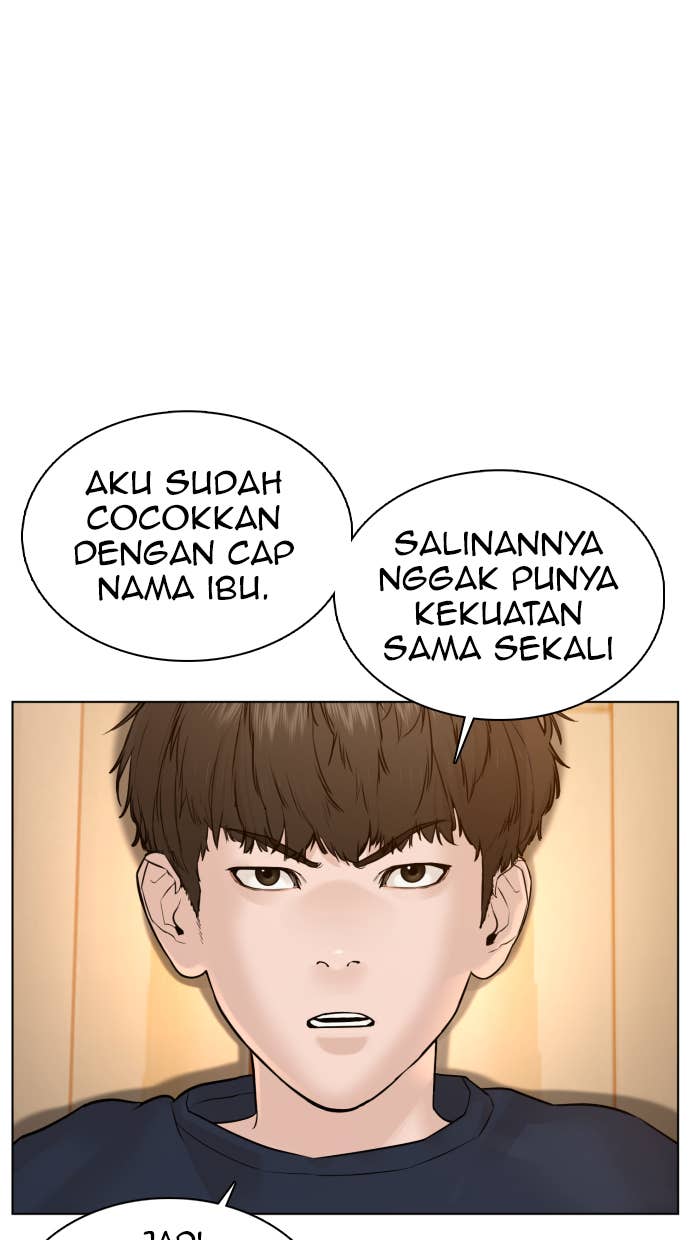 AKU SUDAH
COCOKKAN
DENGAN CAP
NAMA IBU.
SALINANNYA
NGGAK PUNYA
KEKUATAN
SAMA SEKALI